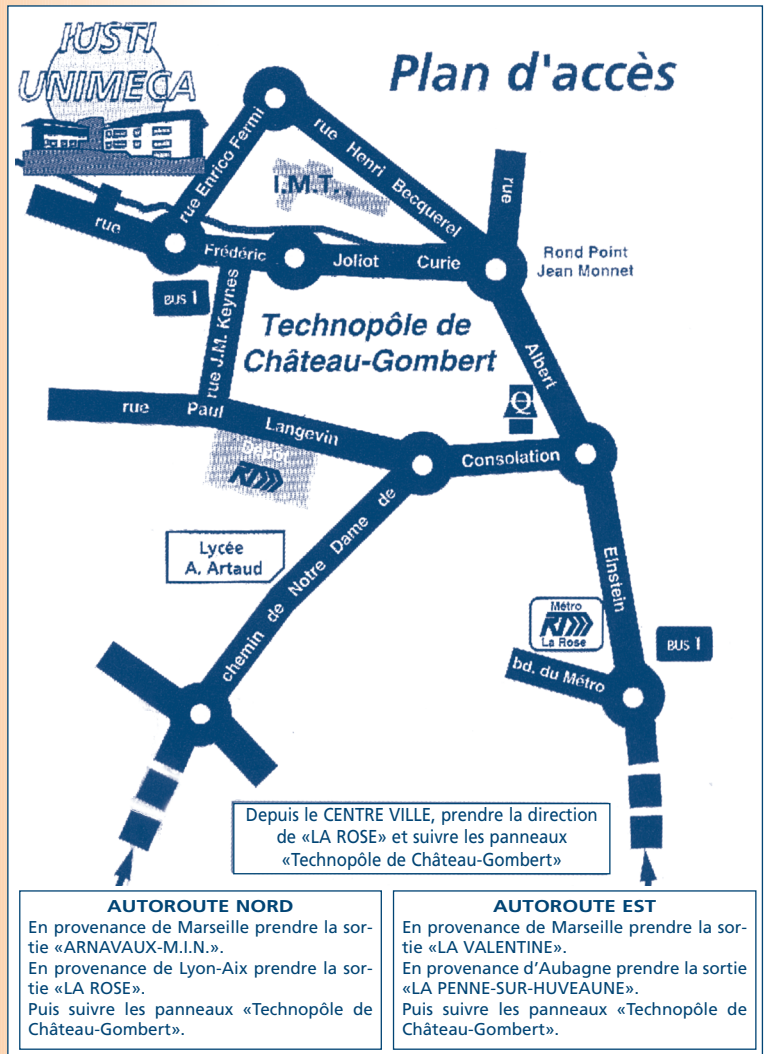 IUSTI
UNIMECA
Plan d'accès
rue Enrico Fermi
rue Henri Becquerel
I.M.T.
rue
rue
Frédéric Joliot Curie
Rond Point
Jean Monnet
BUS 1
rue J.M. Keynes
Technopôle de
Château-Gombert
Albert
rue Paul Langevin
Consolation
Dépôt
RTM
Lycée
A. Artaud
chemin de Notre Dame de
Einstein
Métro
RTM
La Rose
BUS 1
bd. du Métro
Depuis le CENTRE VILLE, prendre la direction
de «LA ROSE» et suivre les panneaux
«Technopôle de Château-Gombert»
AUTOROUTE NORD
En provenance de Marseille prendre la sor-
tie «ARNAVAUX-M.I.N.».
En provenance de Lyon-Aix prendre la sor-
tie «LA ROSE».
Puis suivre les panneaux «Technopôle de
Château-Gombert».
AUTOROUTE EST
En provenance de Marseille prendre la sor-
tie «LA VALENTINE».
En provenance d'Aubagne prendre la sortie
«LA PENNE-SUR-HUVEAUNE».
Puis suivre les panneaux «Technopôle de
Château-Gombert».